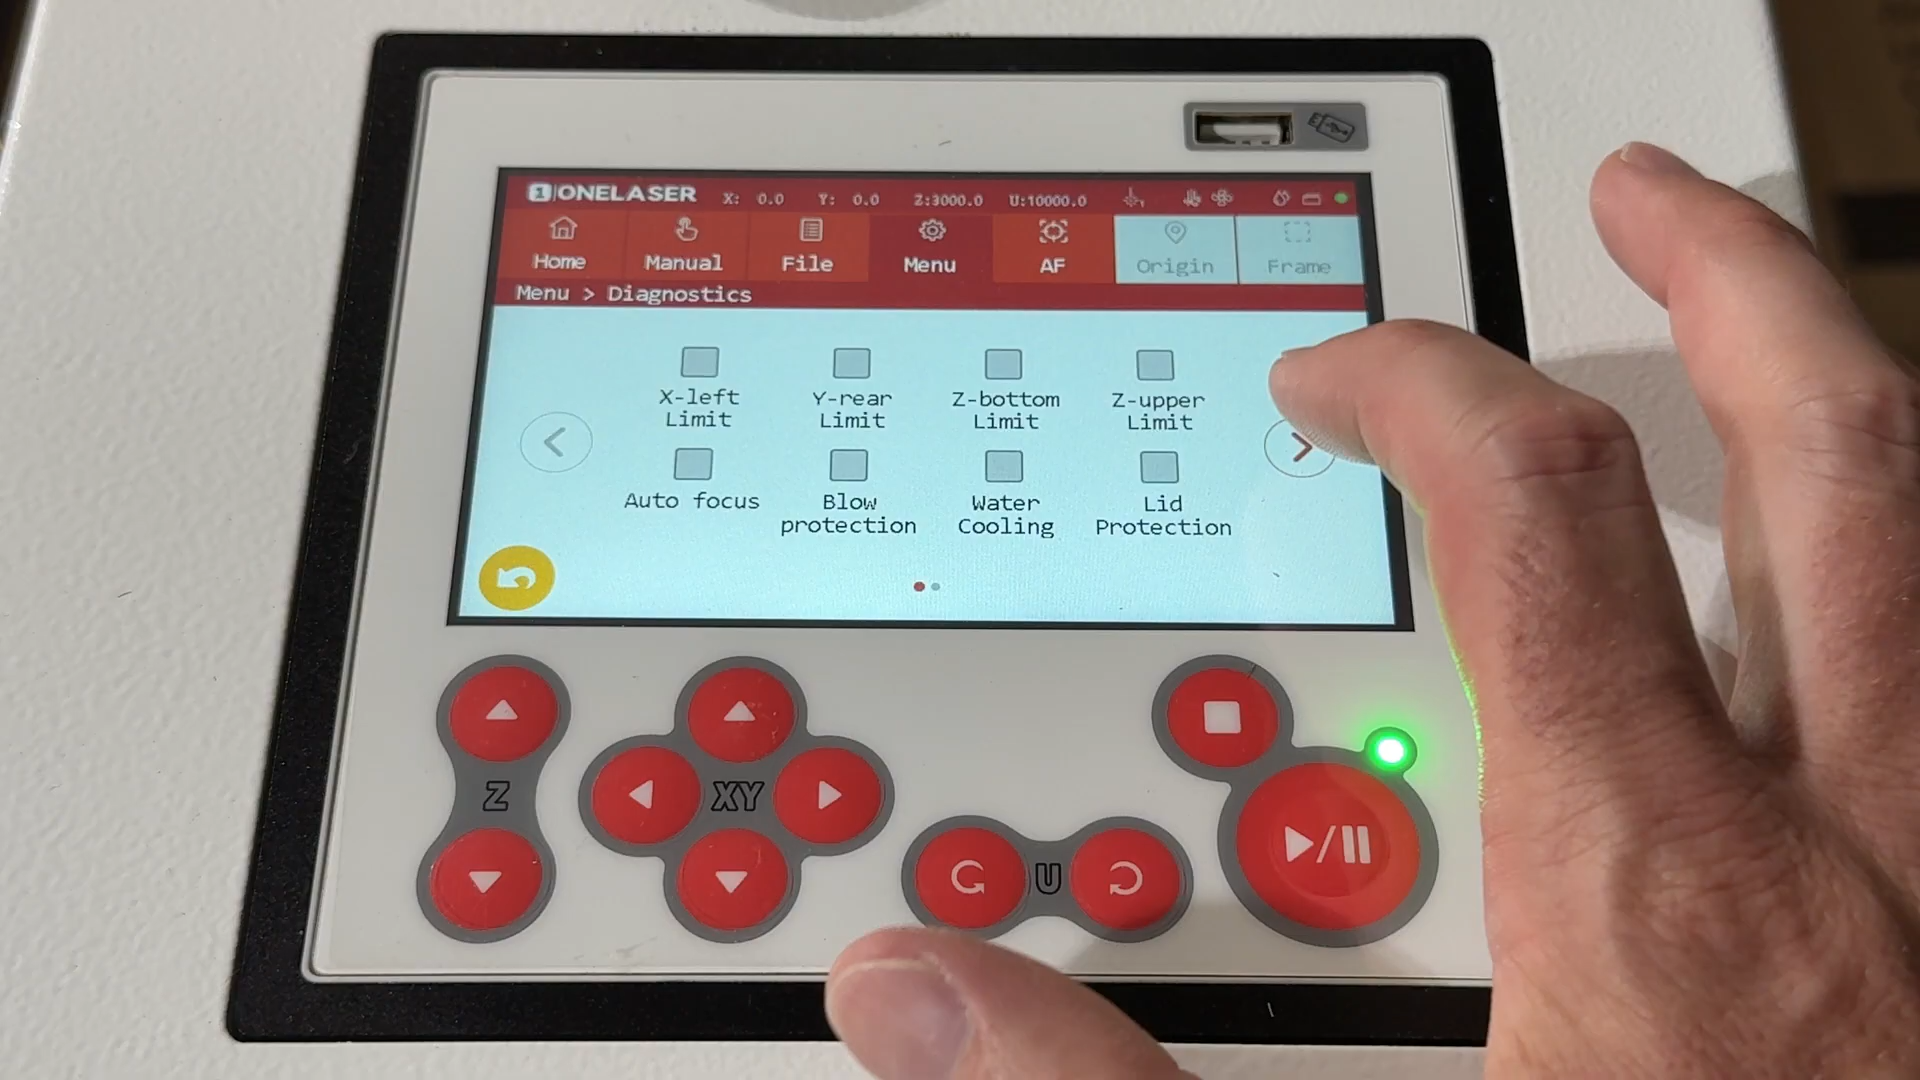 1 ONELASER X: 0.0 Y: 0.0 Z:3000.0 U:10000.0
Home Manual File Menu AF Origin Frame
Menu > Diagnostics
X-left Limit
Y-rear Limit
Z-bottom Limit
Z-upper Limit
Auto focus
Blow protection
Water Cooling
Lid Protection
Z
XY
U